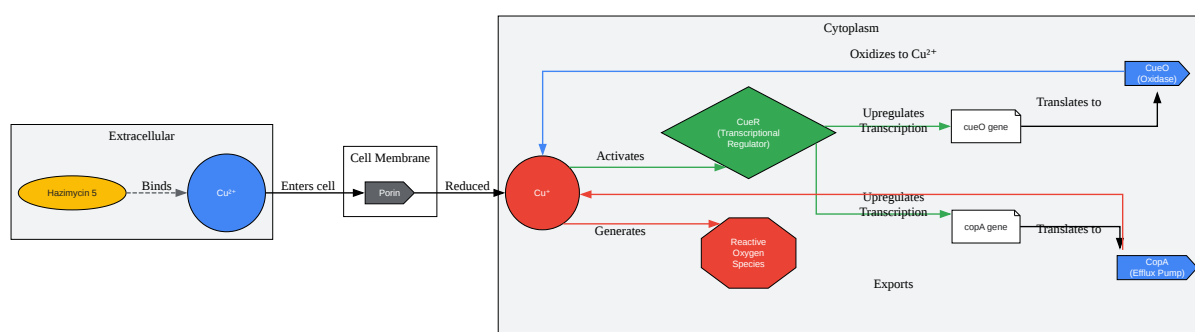 Cytoplasm
Oxidizes to Cu²⁺
CueO
(Oxidase)
Translates to
Upregulates
Transcription
cueO gene
CueR
(Transcriptional
Regulator)
Extracellular
Cell Membrane
Activates
Hazimycin 5
Binds
Cu²⁺
Enters cell
Porin
Reduced
Cu⁺
Upregulates
Transcription
copA gene
Translates to
Generates
Reactive
Oxygen
Species
CopA
(Efflux Pump)
Exports